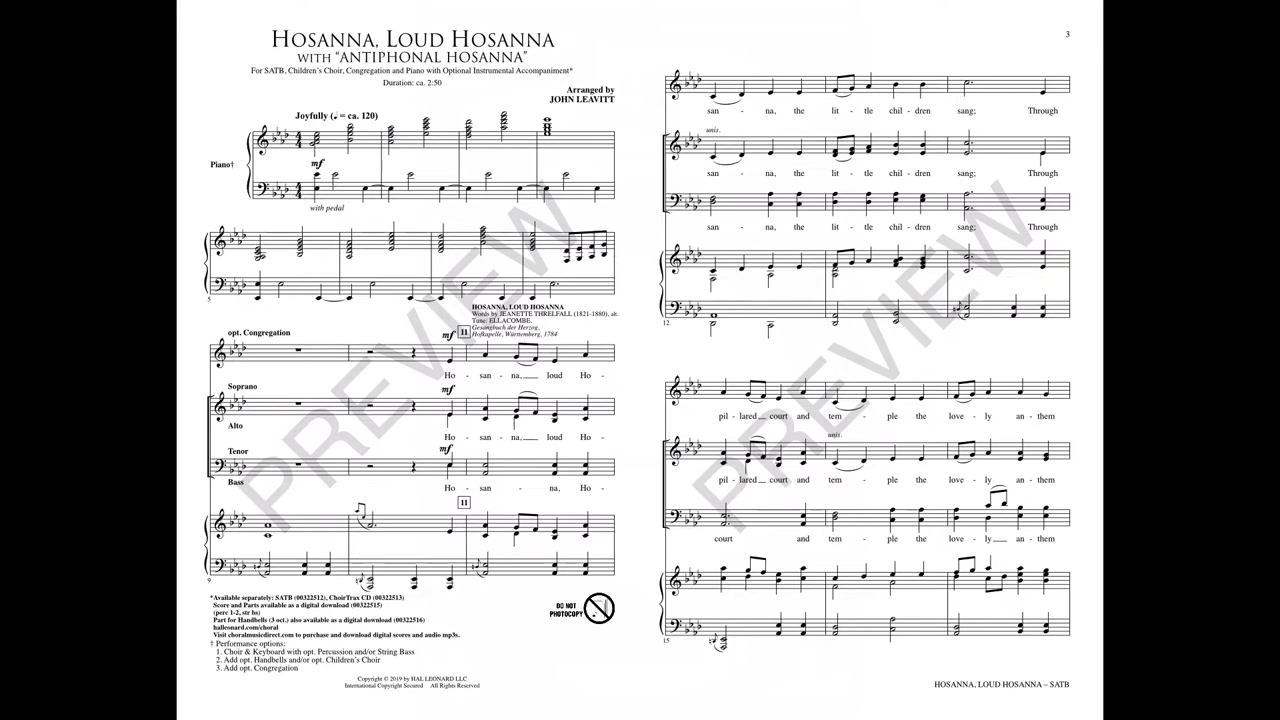 HOSANNA, LOUD HOSANNA
WITH "ANTIPHONAL HOSANNA"
For SATB, Children's Choir, Congregation and Piano with Optional Instrumental Accompaniment*
Duration: ca. 2:50
Arranged by
JOHN LEAVITT
Joyfully (♩ = ca. 120)
Piano†
mf
with pedal
5
HOSANNA, LOUD HOSANNA
Words by JEANETTE THRELFALL (1821-1880), alt.
Tune: ELLACOMBE,
Gesangbuch der Herzog,
Hofkapelle, Württemberg, 1784
opt. Congregation
mf 11
Ho - san - na, loud Ho -
Soprano
mf
Alto
Ho - san - na, loud Ho -
Tenor
mf
Bass
Ho - san - na, Ho -
11
9
*Available separately: SATB (00322512), ChoirTrax CD (00322513)
Score and Parts available as a digital download (00322515)
(perc 1-2, str bs)
Part for Handbells (3 oct.) also available as a digital download (00322516)
halleonard.com/choral
Visit choralmusicdirect.com to purchase and download digital scores and audio mp3s.
† Performance options:
1. Choir & Keyboard with opt. Percussion and/or String Bass
2. Add opt. Handbells and/or opt. Children's Choir
3. Add opt. Congregation
DO NOT
PHOTOCOPY
Copyright © 2019 by HAL LEONARD LLC
International Copyright Secured All Rights Reserved
PREVIEW
3
san - na, the lit - tle chil - dren sang; Through
unis.
san - na, the lit - tle chil - dren sang; Through
san - na, the lit - tle chil - dren sang; Through
12
pil - lared court and tem - ple the love - ly an - them
unis.
pil - lared court and tem - ple the love - ly an - them
court and tem - ple the love - ly an - them
15
HOSANNA, LOUD HOSANNA – SATB
PREVIEW